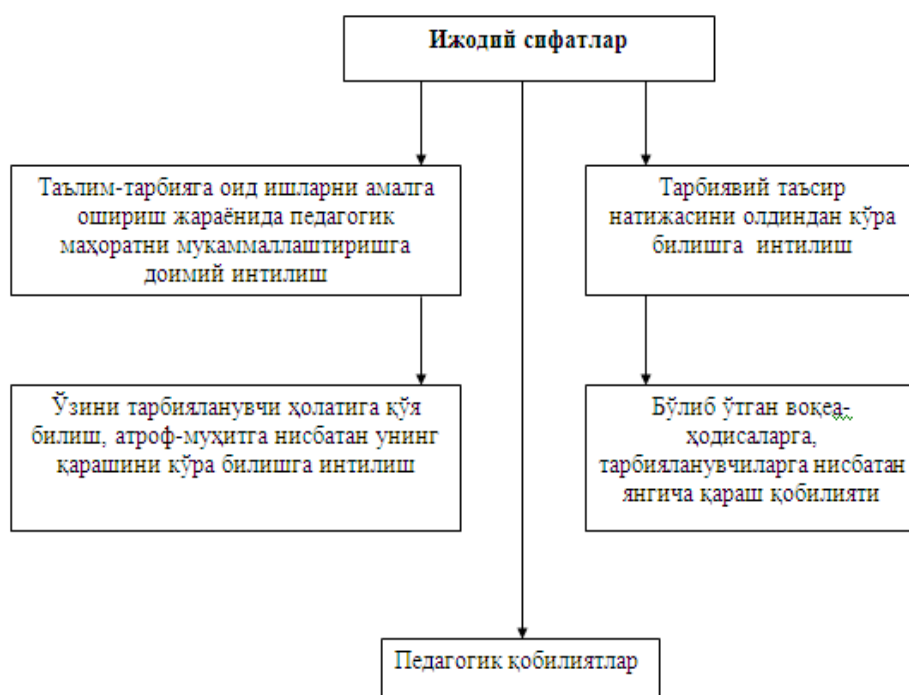 Ижодий сифатлар
Таълим-тарбияга оид ишларни амалга
ошириш жараёнида педагогик
маҳоратни мукаммаллаштиришга
доимий интилиш
Тарбиявий таъсир
натижасини олдиндан кўра
билишга интилиш
Ўзини тарбияланувчи ҳолатига қўя
билиш, атроф-муҳитга нисбатан унинг
қарашини кўра билишга интилиш
Бўлиб ўтган воқеа-
ҳодисаларга,
тарбияланувчиларга нисбатан
янгича қараш қобилияти
Педагогик қобилиятлар